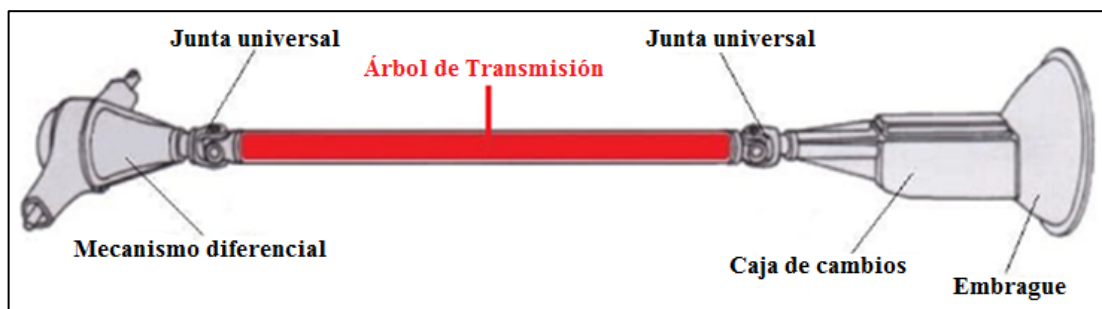 Junta universal
Junta universal
Árbol de Transmisión
Mecanismo diferencial
Caja de cambios
Embrague